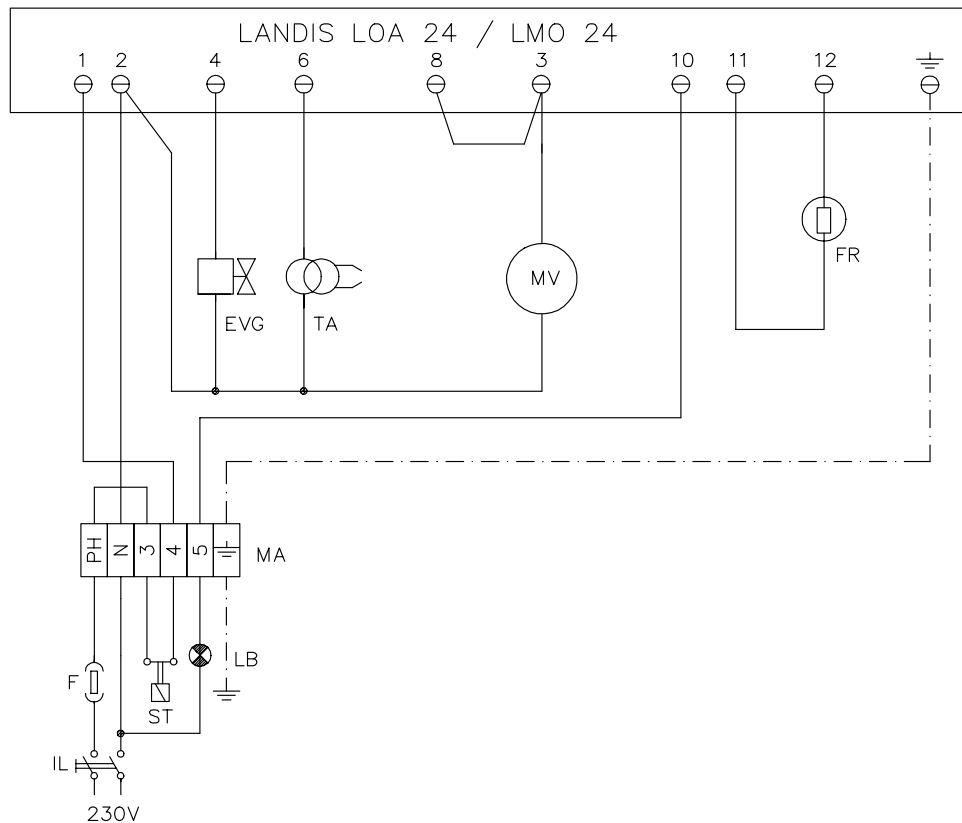 LANDIS LOA 24 / LMO 24
1 2 4 6 8 3 10 11 12
EVG TA MV FR
PH N 3 4 5 MA
F ST LB
IL
230V